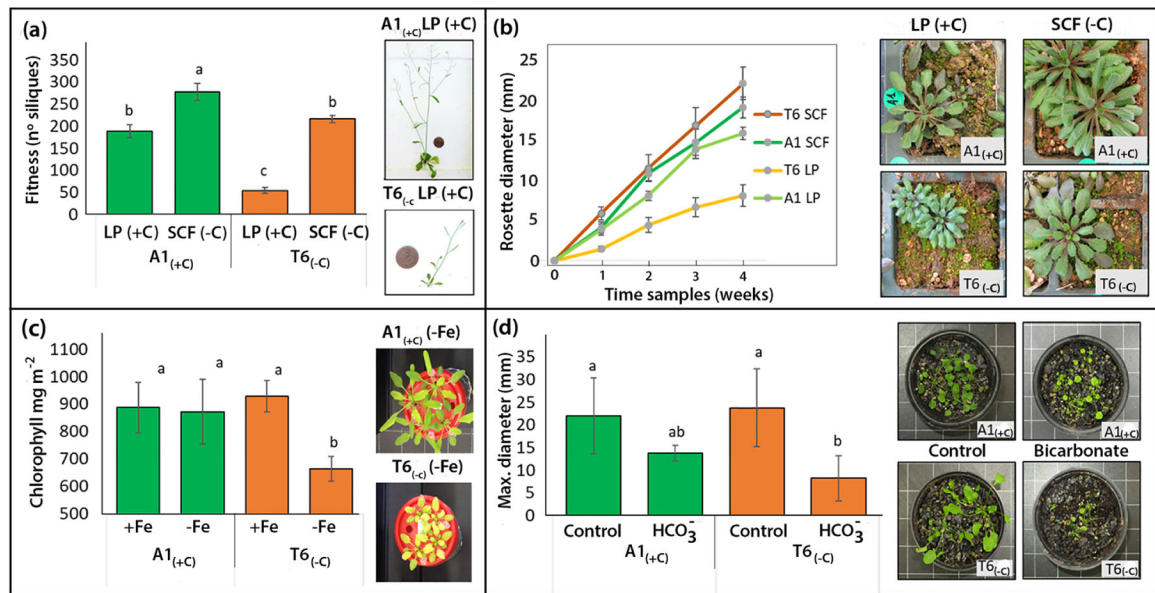 (a)
A1(+C) LP (+C)
350
300
250
200
150
100
50
0
Fitness (nº siliques)
b
a
c
b
LP (+C) SCF (-C) LP (+C) SCF (-C)
A1(+C) T6(-C)
T6(-c) LP (+C)
(b)
LP (+C) SCF (-C)
25
20
15
10
5
0
Rosette diameter (mm)
T6 SCF
A1 SCF
T6 LP
A1 LP
0 1 2 3 4
Time samples (weeks)
A1
A1(+C)
A1(+C)
T6(-C)
T6(-C)
(c)
A1(+C) (-Fe)
1100
1000
900
800
700
600
500
Chlorophyll mg m-2
a
a
a
b
+Fe -Fe +Fe -Fe
A1(+C) T6(-C)
T6(-c) (-Fe)
(d)
40
35
30
25
20
15
10
5
0
Max. diameter (mm)
a
ab
a
b
Control HCO3- Control HCO3-
A1(+C) T6(-C)
A1(+C)
A1(+C)
Control Bicarbonate
T6(-C)
T6(-C)